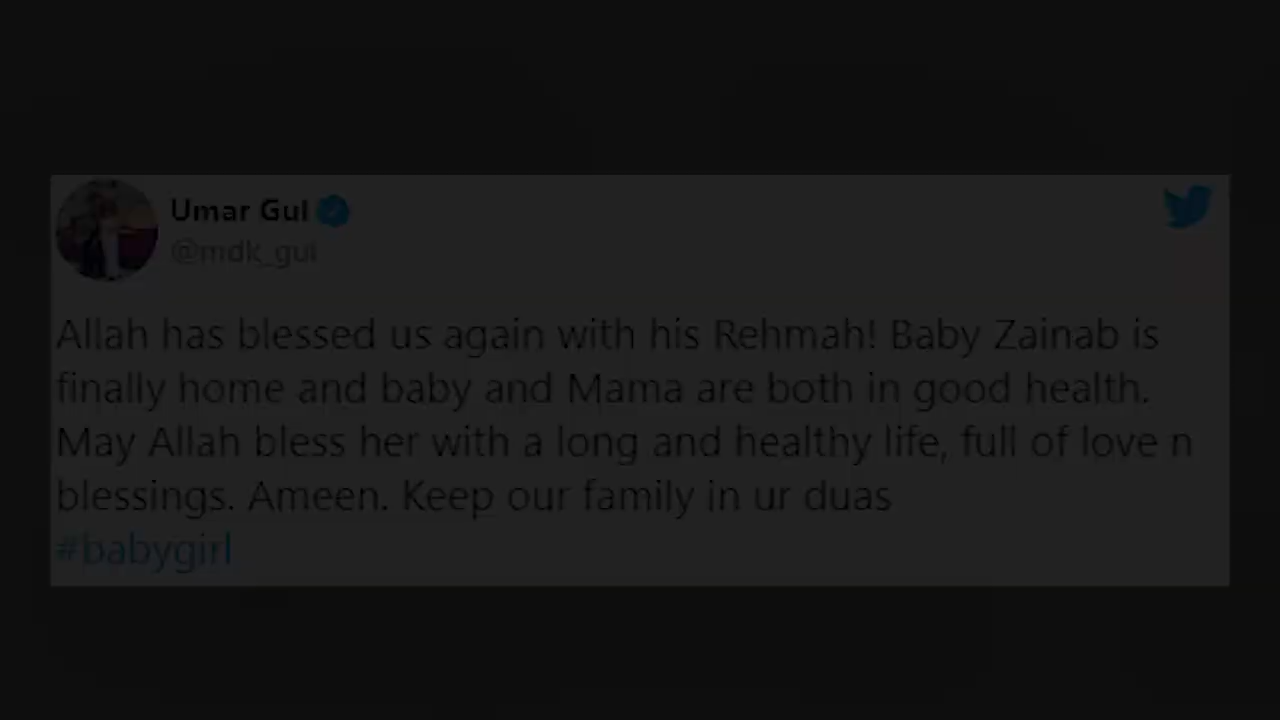 Umar Gul
@mdk_gul
Allah has blessed us again with his Rehmah! Baby Zainab is
finally home and baby and Mama are both in good health.
May Allah bless her with a long and healthy life, full of love n
blessings. Ameen. Keep our family in ur duas
#babygirl